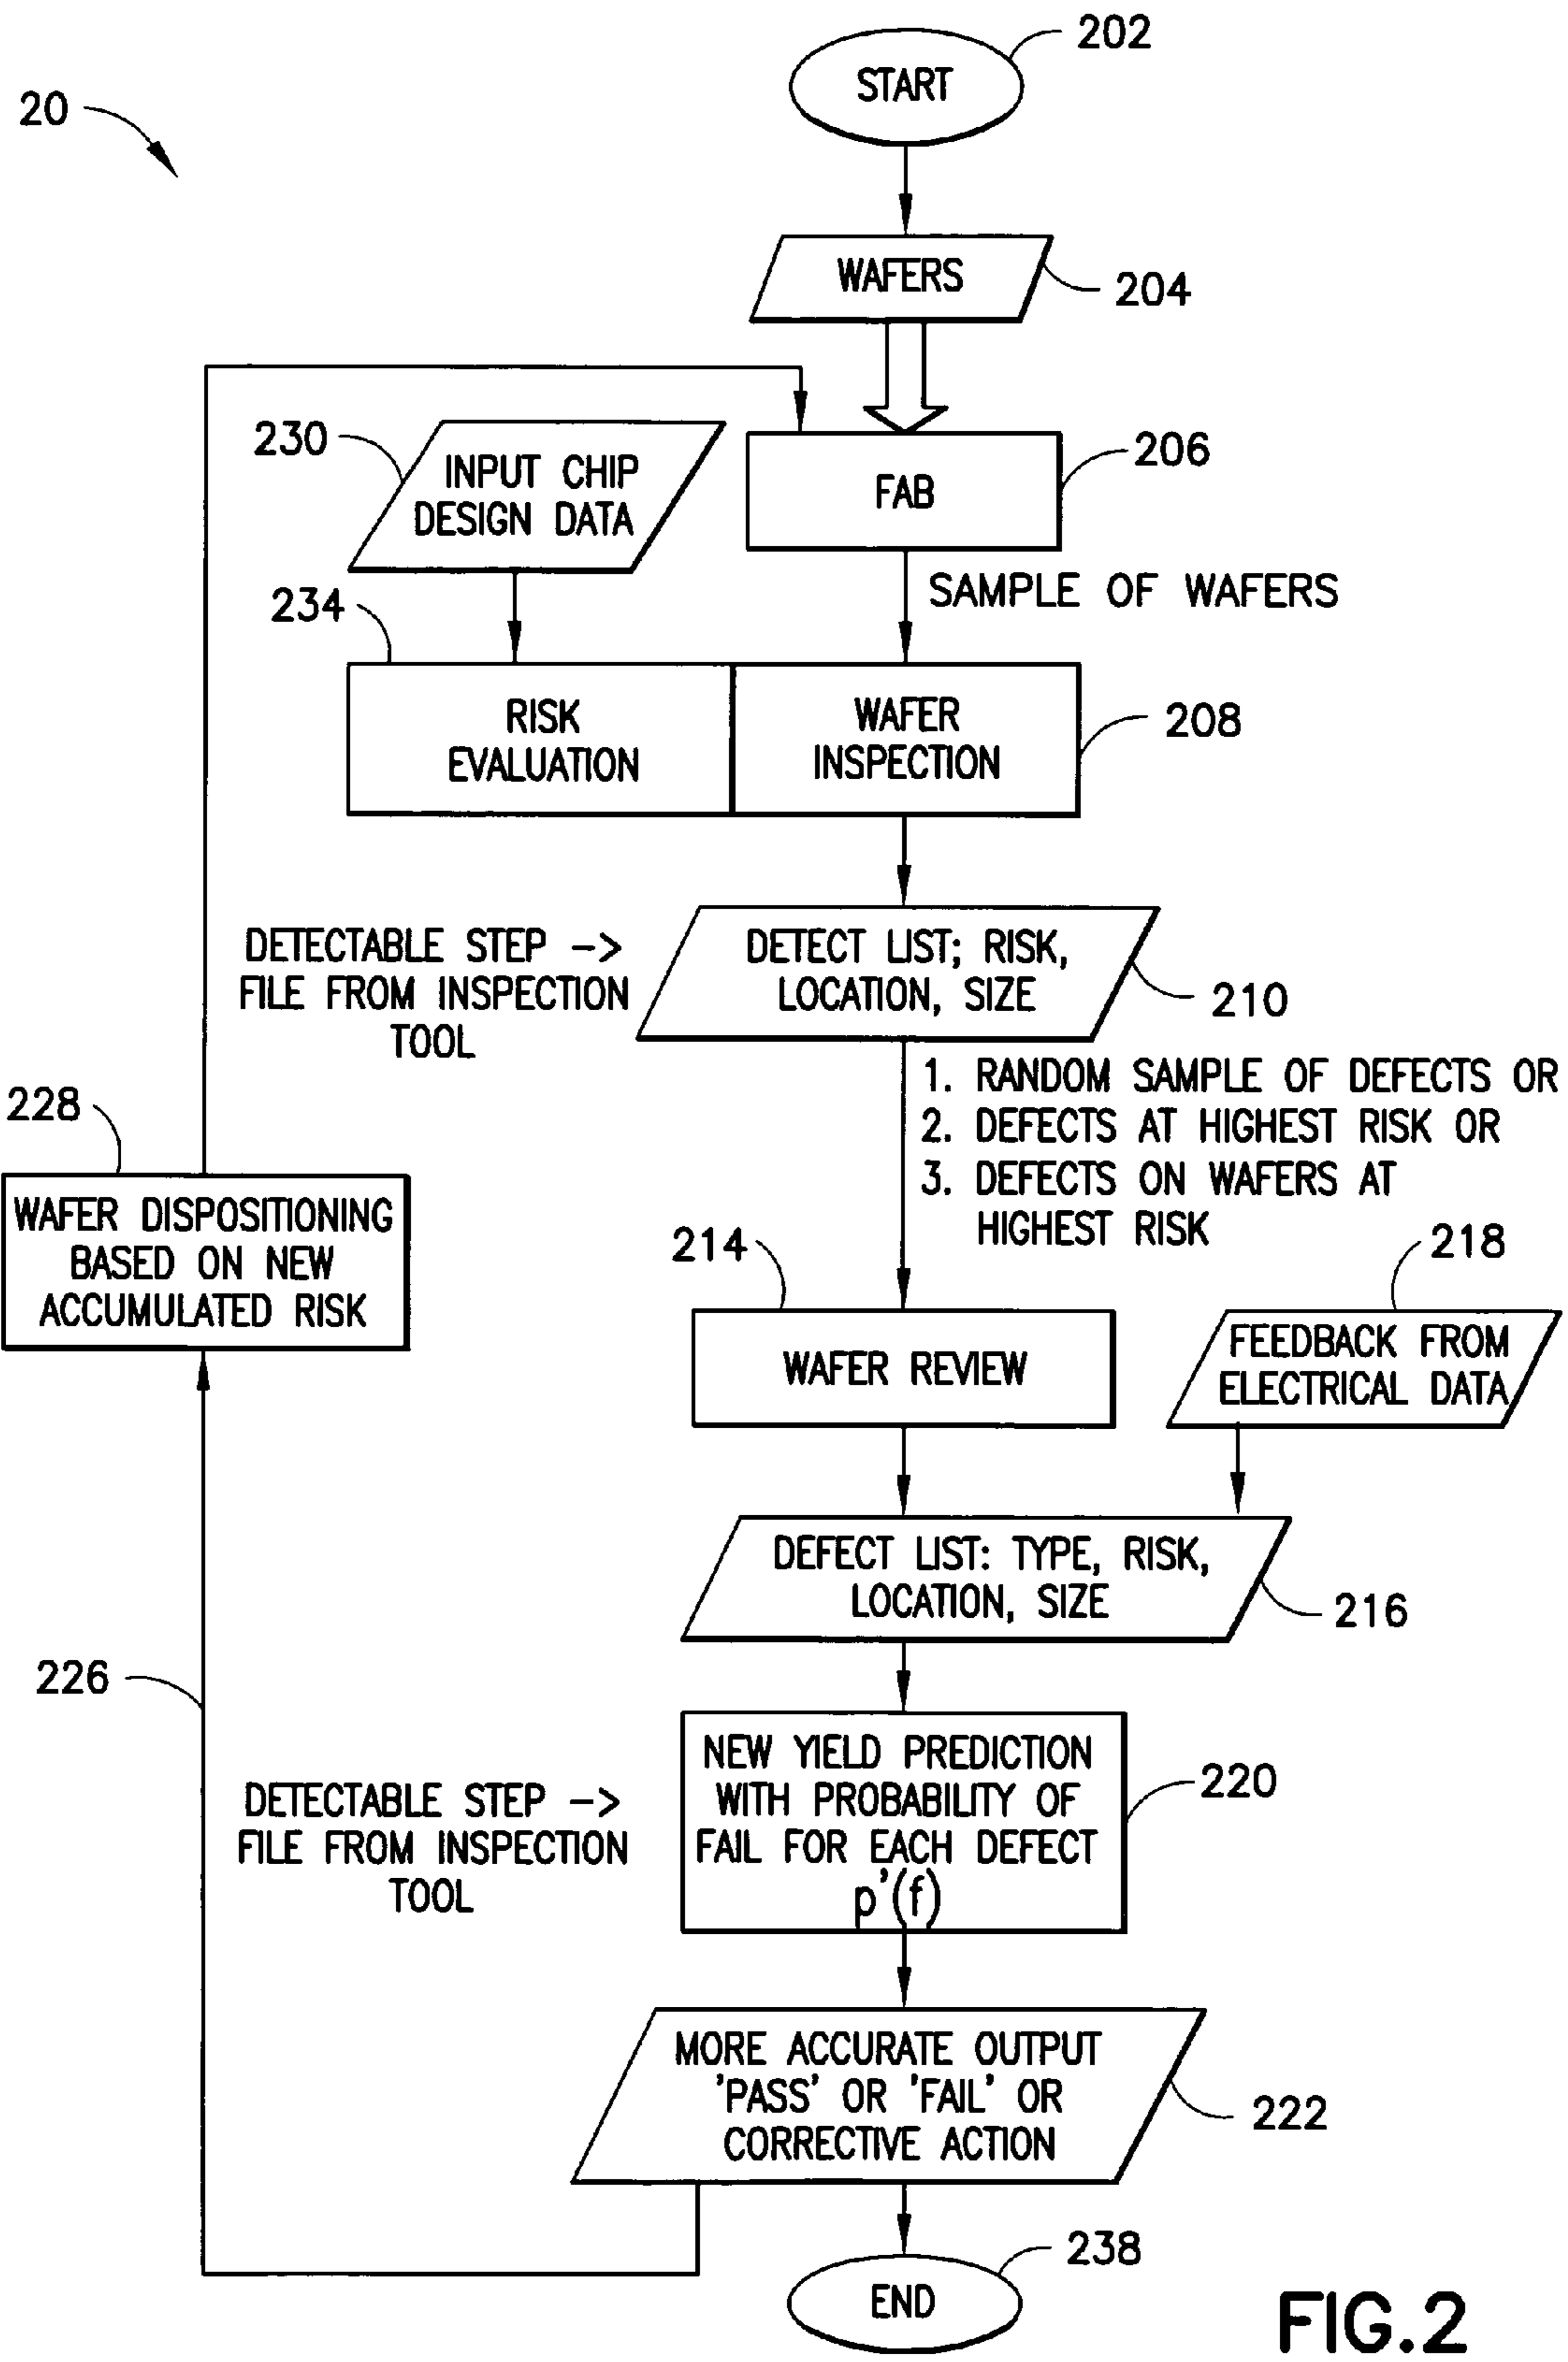 202
START
20
WAFERS
204
230
INPUT CHIP
DESIGN DATA
FAB
206
SAMPLE OF WAFERS
234
RISK
EVALUATION
WAFER
INSPECTION
208
DETECTABLE STEP ->
FILE FROM INSPECTION
TOOL
DETECT LIST; RISK,
LOCATION, SIZE
210
1. RANDOM SAMPLE OF DEFECTS OR
2. DEFECTS AT HIGHEST RISK OR
3. DEFECTS ON WAFERS AT
HIGHEST RISK
228
WAFER DISPOSITIONING
BASED ON NEW
ACCUMULATED RISK
214
WAFER REVIEW
218
FEEDBACK FROM
ELECTRICAL DATA
DEFECT LIST: TYPE, RISK,
LOCATION, SIZE
216
226
NEW YIELD PREDICTION
WITH PROBABILITY OF
FAIL FOR EACH DEFECT
p'(f)
220
DETECTABLE STEP ->
FILE FROM INSPECTION
TOOL
MORE ACCURATE OUTPUT
'PASS' OR 'FAIL' OR
CORRECTIVE ACTION
222
238
END
FIG.2